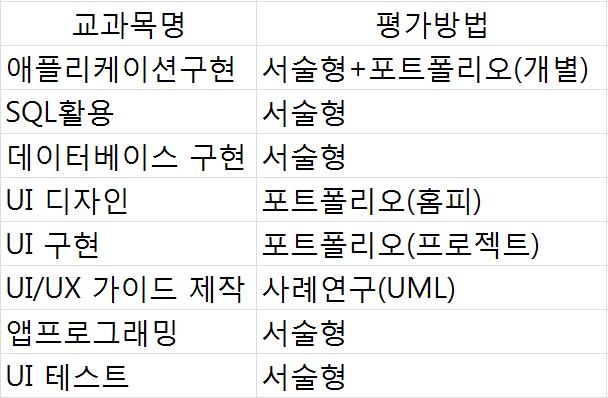 교과목명 평가방법
애플리케이션구현 서술형+포트폴리오(개별)
SQL활용 서술형
데이터베이스 구현 서술형
UI 디자인 포트폴리오(홈피)
UI 구현 포트폴리오(프로젝트)
UI/UX 가이드 제작 사례연구(UML)
앱프로그래밍 서술형
UI 테스트 서술형